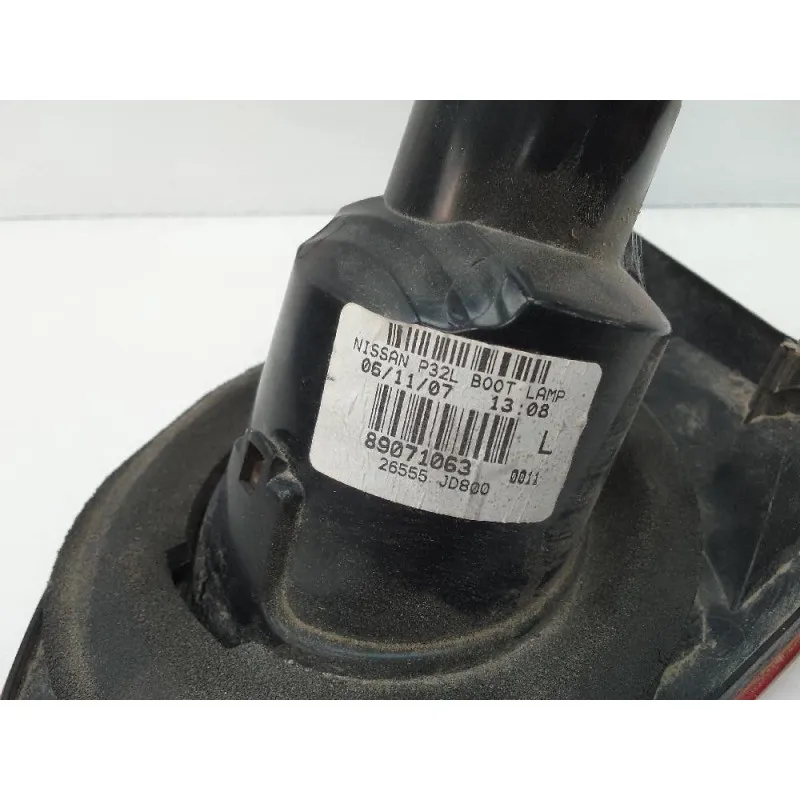 NISSAN P32L BOOT LAMP
06/11/07 13:08
89071063 L
26555 JD800 0011